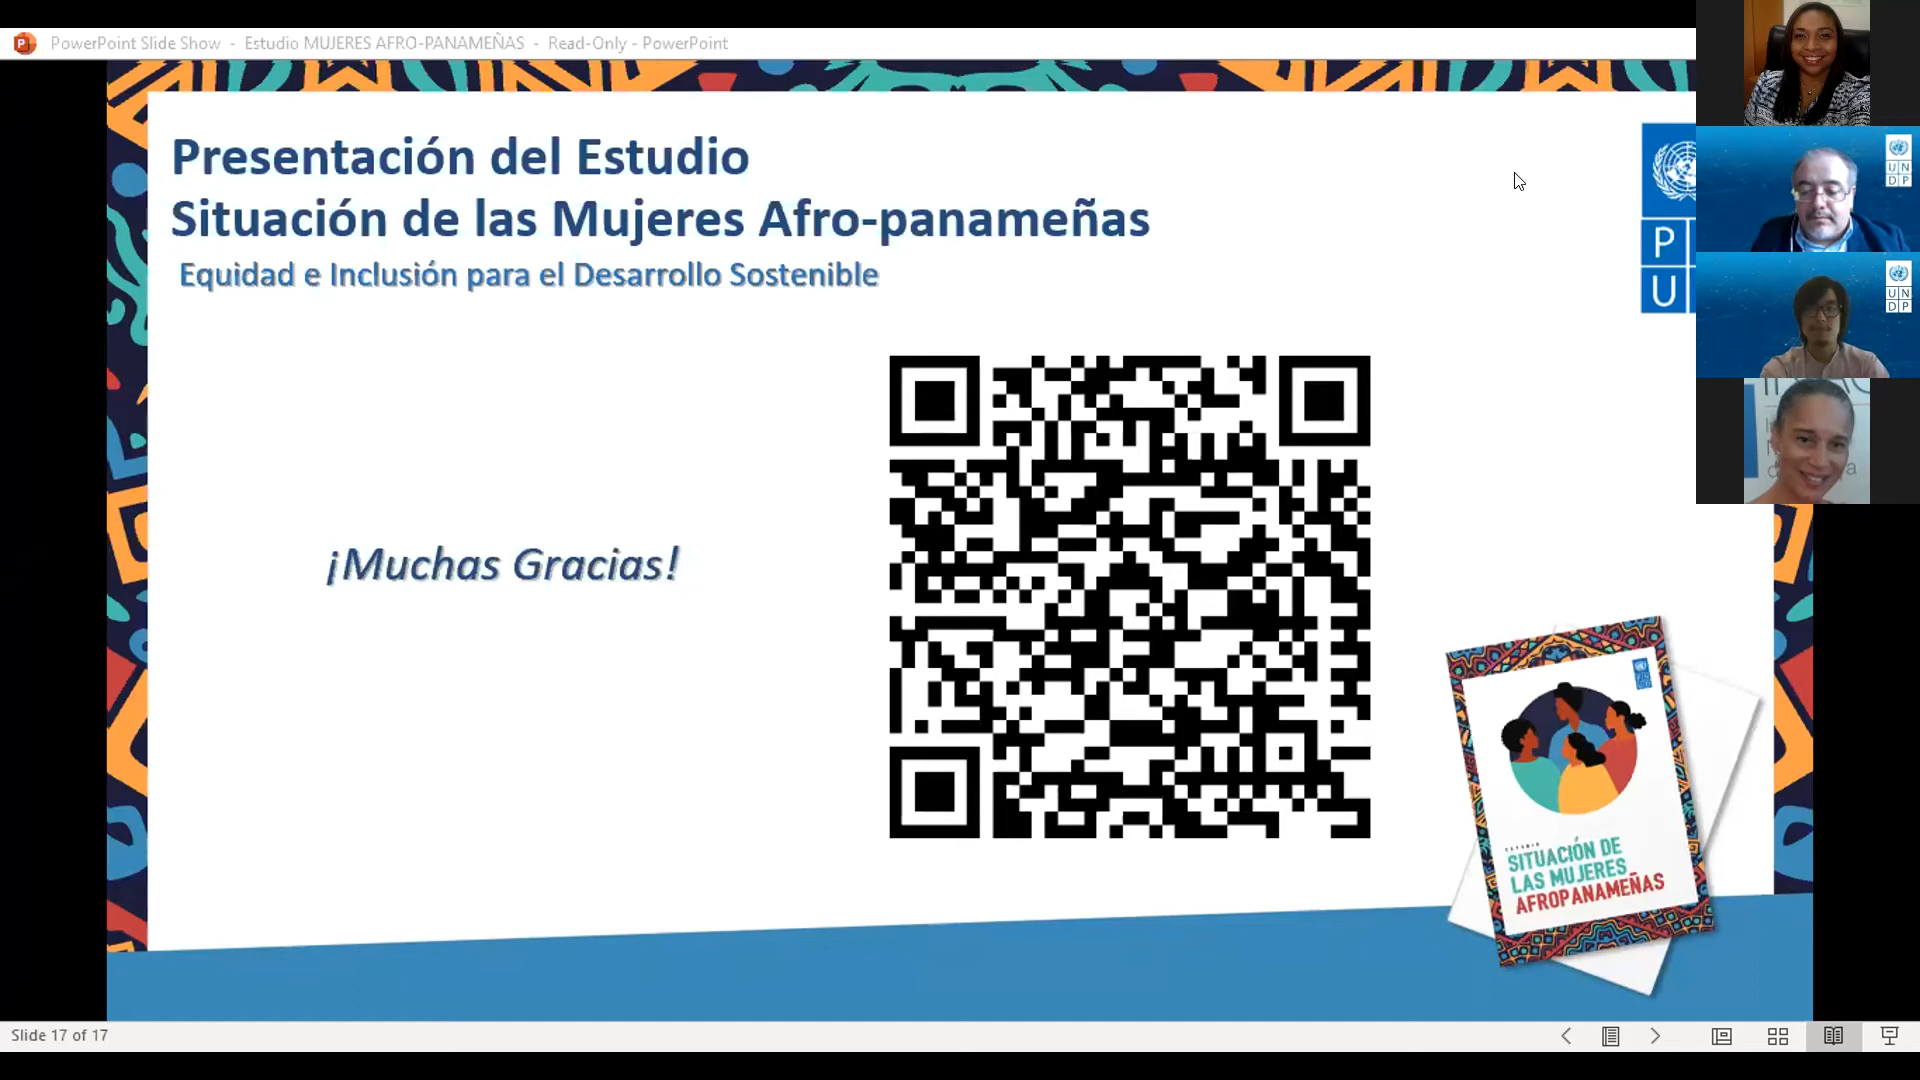 PowerPoint Slide Show - Estudio MUJERES AFRO-PANAMEÑAS - Read-Only - PowerPoint
Presentación del Estudio
Situación de las Mujeres Afro-panameñas
Equidad e Inclusión para el Desarrollo Sostenible
P
U
U N
D P
U N
D P
¡Muchas Gracias!
ESTUDIO
SITUACIÓN DE
LAS MUJERES
AFROPANAMEÑAS
Slide 17 of 17